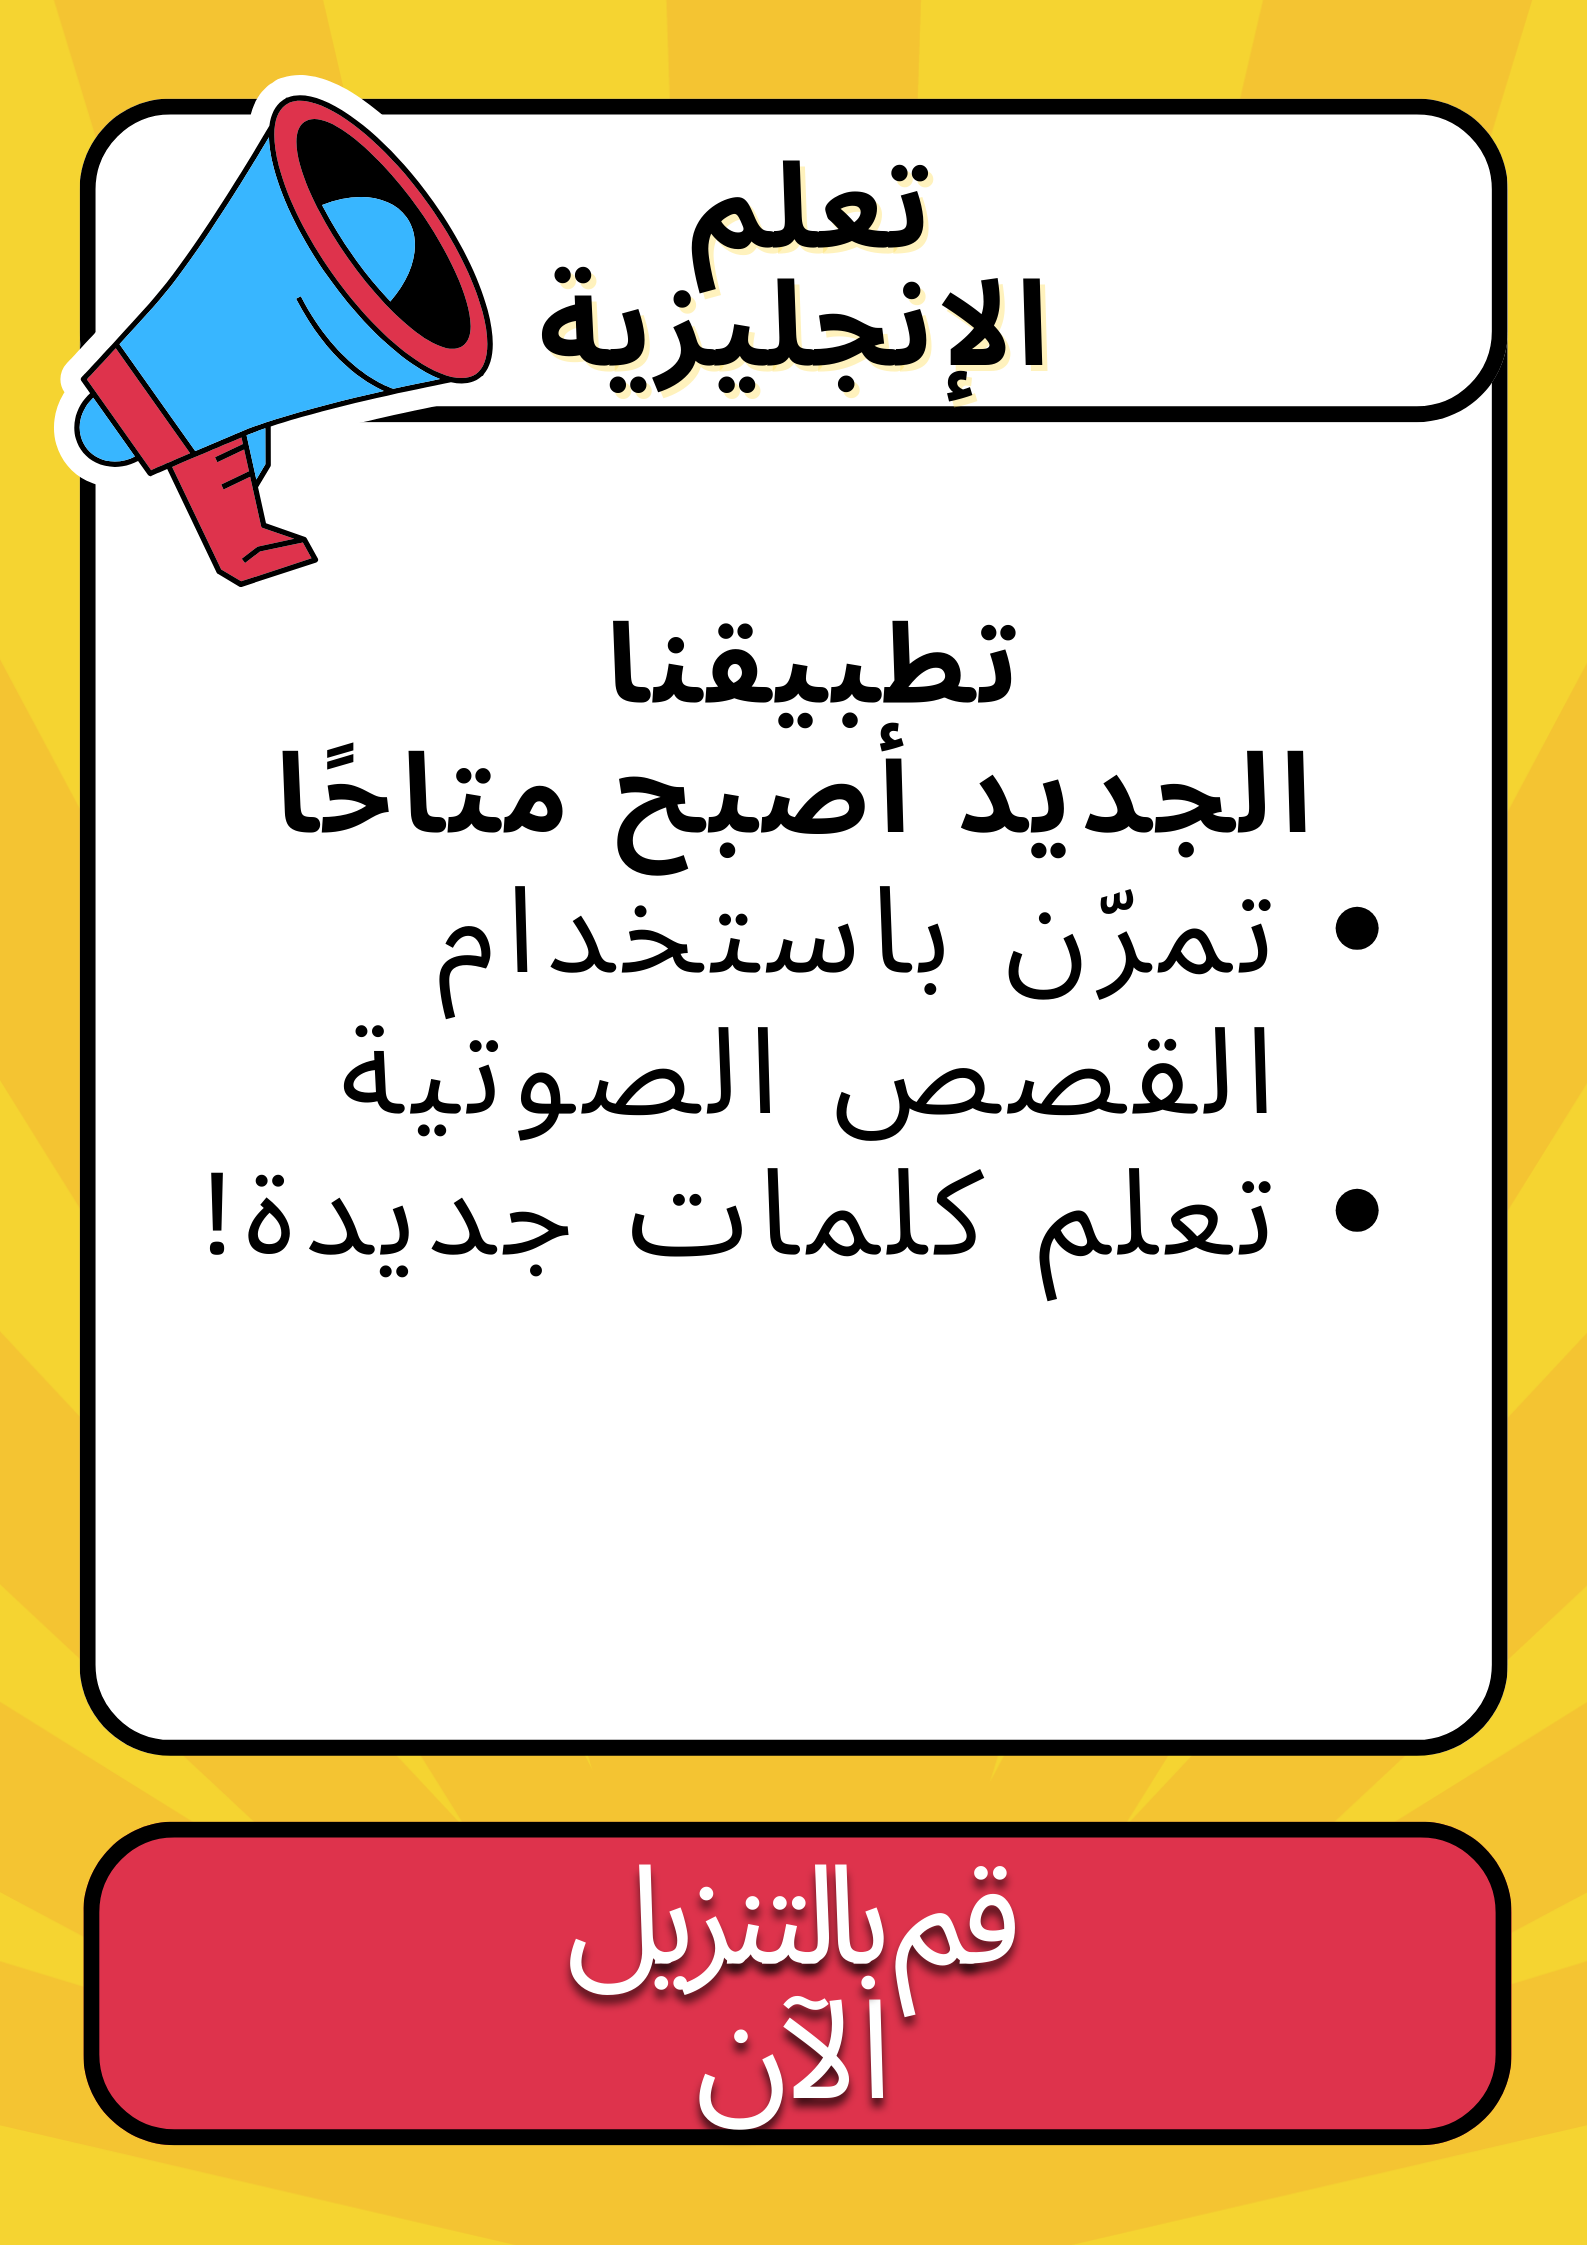 تعلم
الإنجليزية
تطبيقنا
الجديد أصبح متاحًا
• تمرّن باستخدام
القصص الصوتية
• تعلم كلمات جديدة!
قم بالتنزيل
الآن